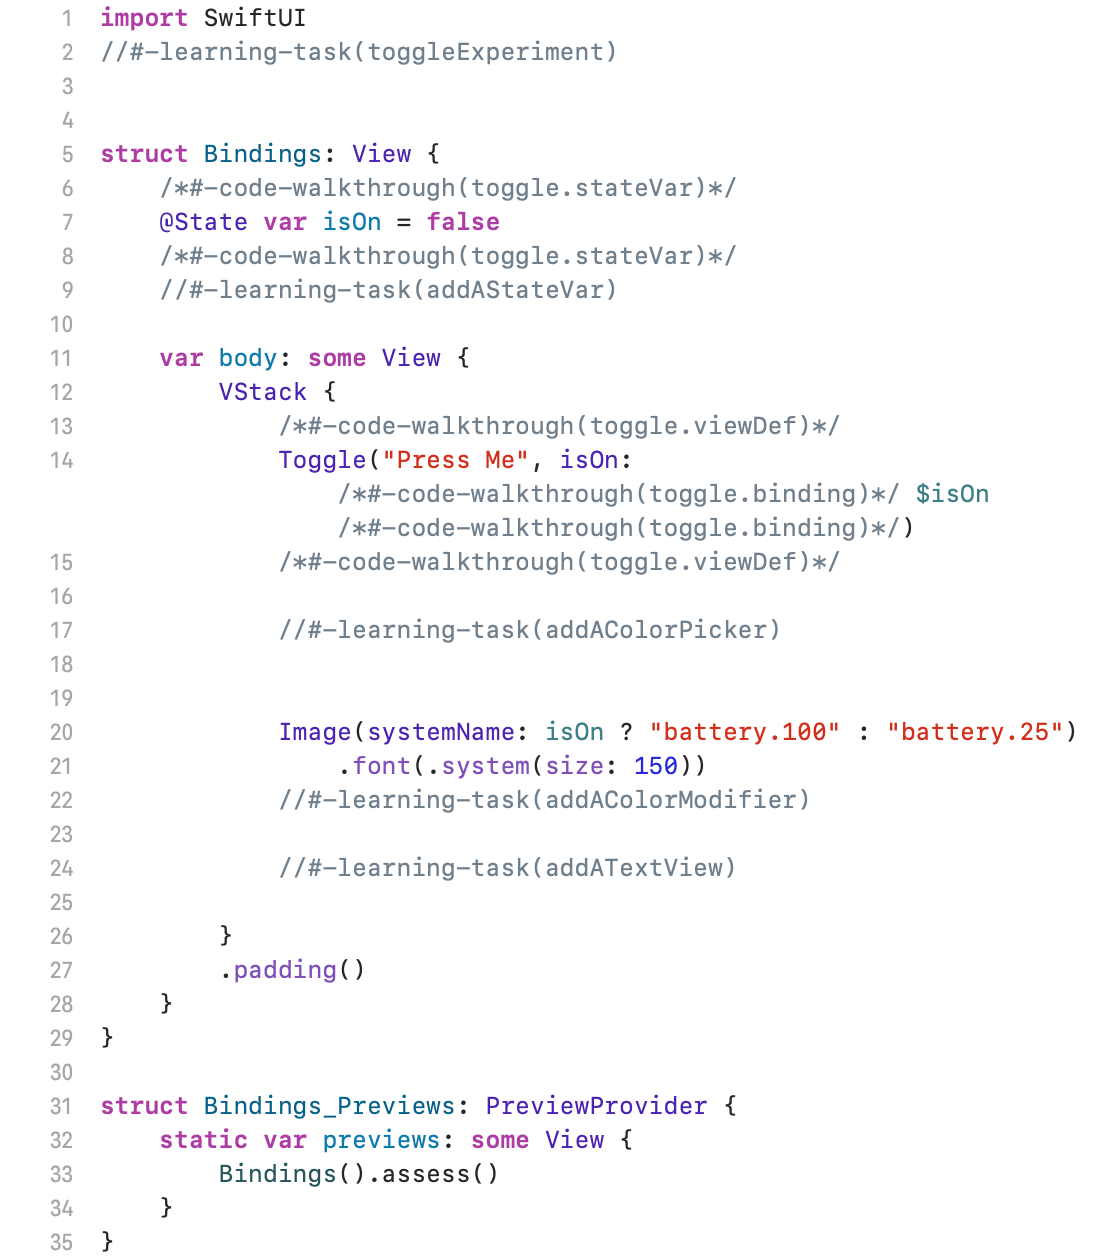 1 import SwiftUI
2 //#-learning-task(toggleExperiment)
3
4
5 struct Bindings: View {
6     /*#-code-walkthrough(toggle.stateVar)*/
7     @State var isOn = false
8     /*#-code-walkthrough(toggle.stateVar)*/
9     //#-learning-task(addAStateVar)
10
11     var body: some View {
12         VStack {
13             /*#-code-walkthrough(toggle.viewDef)*/
14             Toggle("Press Me", isOn:
                /*#-code-walkthrough(toggle.binding)*/ $isOn
                /*#-code-walkthrough(toggle.binding)*/)
15             /*#-code-walkthrough(toggle.viewDef)*/
16
17             //#-learning-task(addAColorPicker)
18
19
20             Image(systemName: isOn ? "battery.100" : "battery.25")
21                 .font(.system(size: 150))
22             //#-learning-task(addAColorModifier)
23
24             //#-learning-task(addATextView)
25
26         }
27         .padding()
28     }
29 }
30
31 struct Bindings_Previews: PreviewProvider {
32     static var previews: some View {
33         Bindings().assess()
34     }
35 }